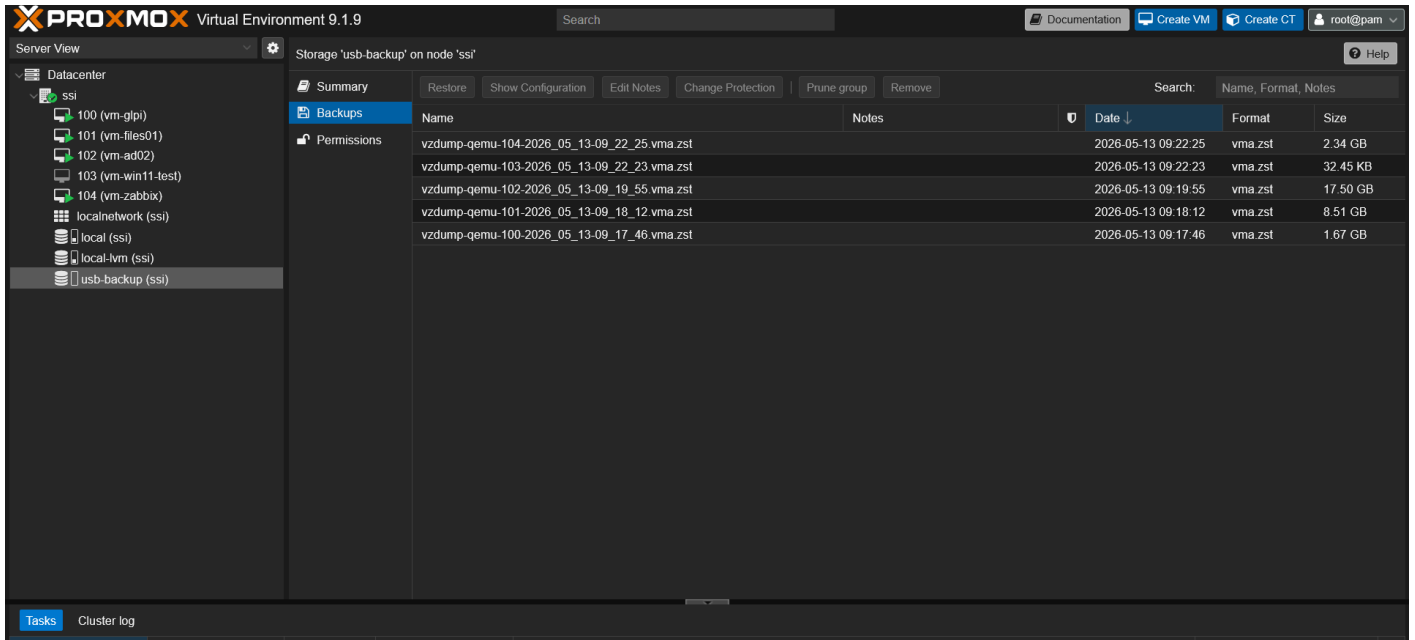 PROXMOX Virtual Environment 9.1.9 Search Documentation Create VM Create CT root@pam
Server View
Datacenter
ssi
100 (vm-glpi)
101 (vm-files01)
102 (vm-ad02)
103 (vm-win11-test)
104 (vm-zabbix)
localnetwork (ssi)
local (ssi)
local-lvm (ssi)
usb-backup (ssi)
Storage 'usb-backup' on node 'ssi' Help
Summary
Backups
Permissions
Restore Show Configuration Edit Notes Change Protection Prune group Remove Search: Name, Format, Notes
Name Notes Date ↓ Format Size
vzdump-qemu-104-2026_05_13-09_22_25.vma.zst 2026-05-13 09:22:25 vma.zst 2.34 GB
vzdump-qemu-103-2026_05_13-09_22_23.vma.zst 2026-05-13 09:22:23 vma.zst 32.45 KB
vzdump-qemu-102-2026_05_13-09_19_55.vma.zst 2026-05-13 09:19:55 vma.zst 17.50 GB
vzdump-qemu-101-2026_05_13-09_18_12.vma.zst 2026-05-13 09:18:12 vma.zst 8.51 GB
vzdump-qemu-100-2026_05_13-09_17_46.vma.zst 2026-05-13 09:17:46 vma.zst 1.67 GB
Tasks Cluster log